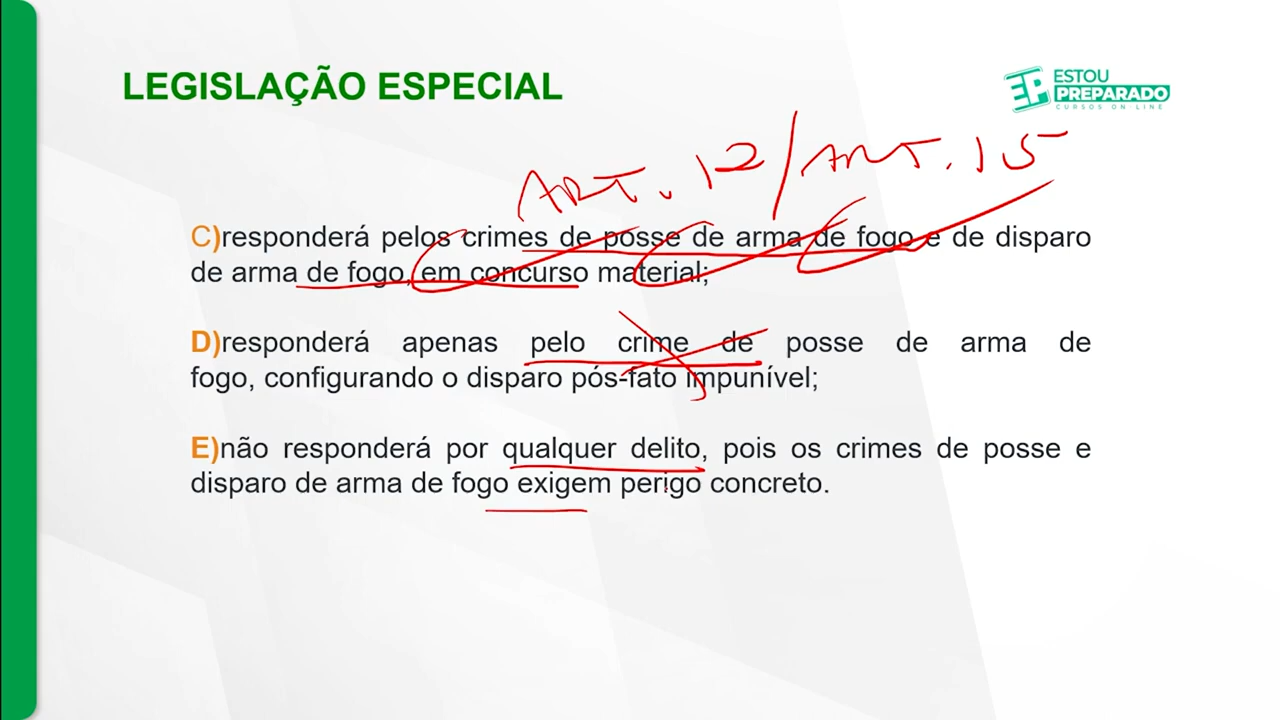 LEGISLAÇÃO ESPECIAL
ESTOU
PREPARADO
CURSOS ON LINE
ART. 12 / ART. 15
C)responderá pelos crimes de posse de arma de fogo e de disparo
de arma de fogo, em concurso material;
D)responderá apenas pelo crime de posse de arma de
fogo, configurando o disparo pós-fato impunível;
E)não responderá por qualquer delito, pois os crimes de posse e
disparo de arma de fogo exigem perigo concreto.